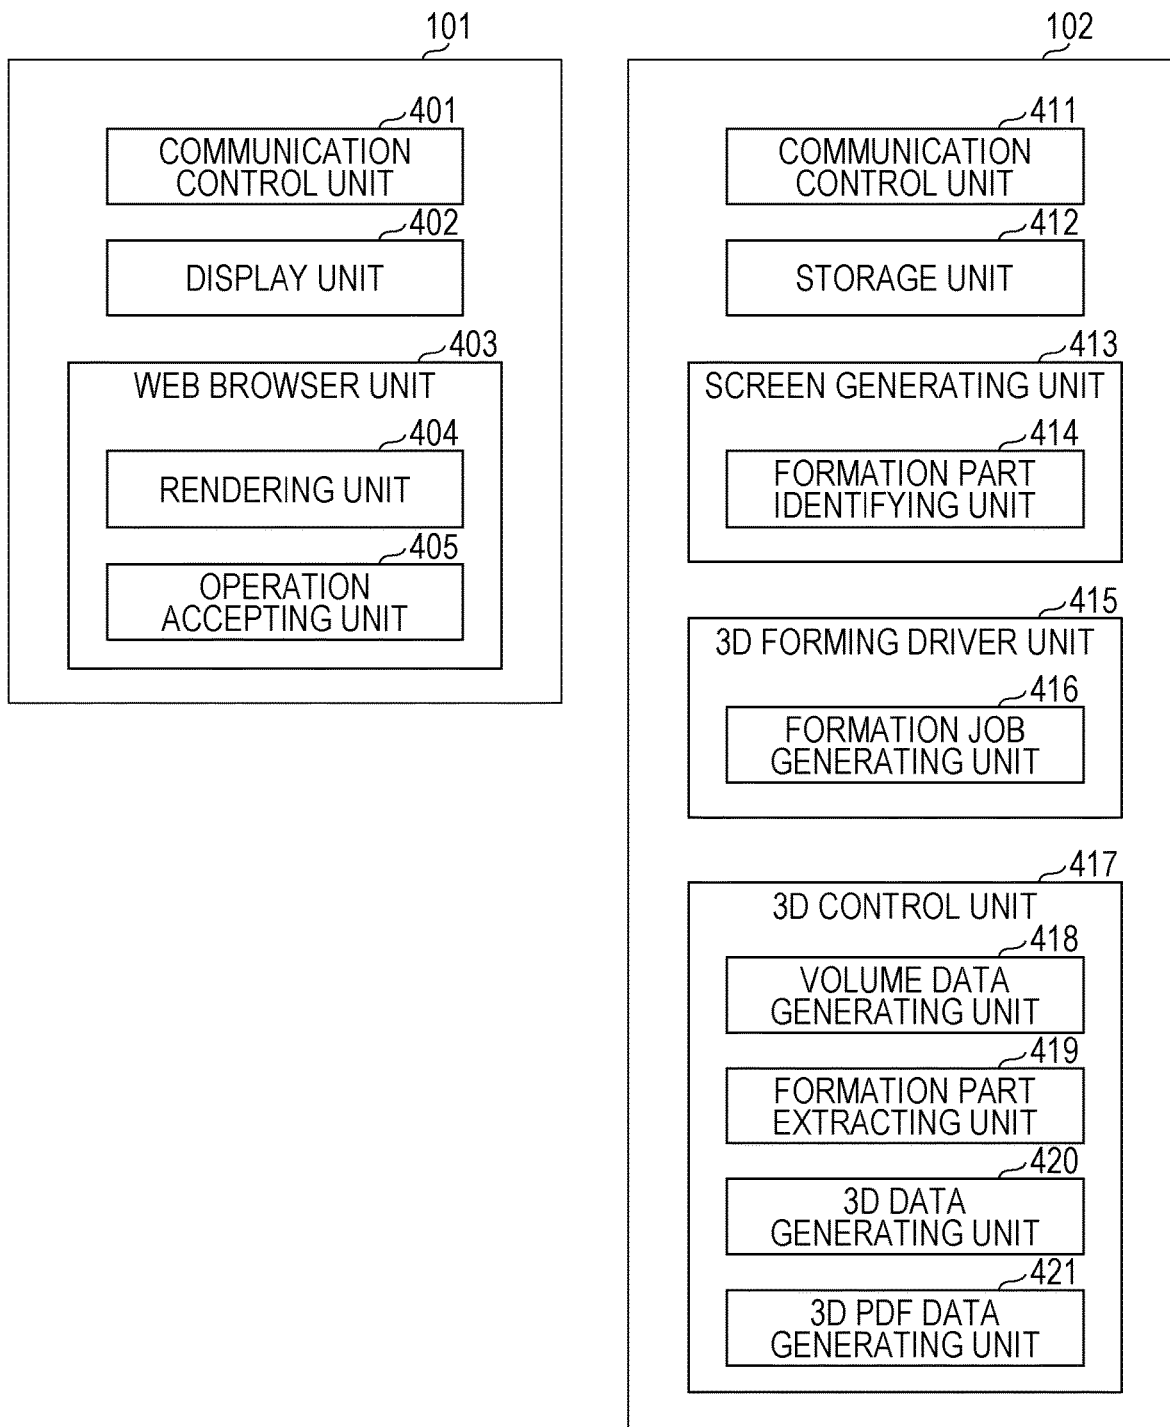 101
401
COMMUNICATION
CONTROL UNIT
402
DISPLAY UNIT
403
WEB BROWSER UNIT
404
RENDERING UNIT
405
OPERATION
ACCEPTING UNIT
102
411
COMMUNICATION
CONTROL UNIT
412
STORAGE UNIT
413
SCREEN GENERATING UNIT
414
FORMATION PART
IDENTIFYING UNIT
415
3D FORMING DRIVER UNIT
416
FORMATION JOB
GENERATING UNIT
417
3D CONTROL UNIT
418
VOLUME DATA
GENERATING UNIT
419
FORMATION PART
EXTRACTING UNIT
420
3D DATA
GENERATING UNIT
421
3D PDF DATA
GENERATING UNIT